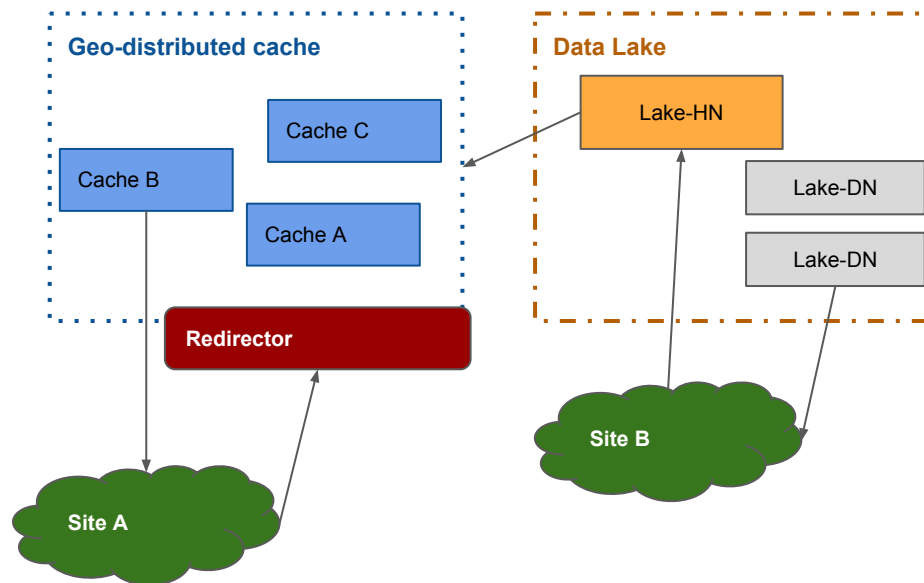 Geo-distributed cache
Cache C
Cache B
Cache A
Redirector
Site A
Data Lake
Lake-HN
Lake-DN
Lake-DN
Site B